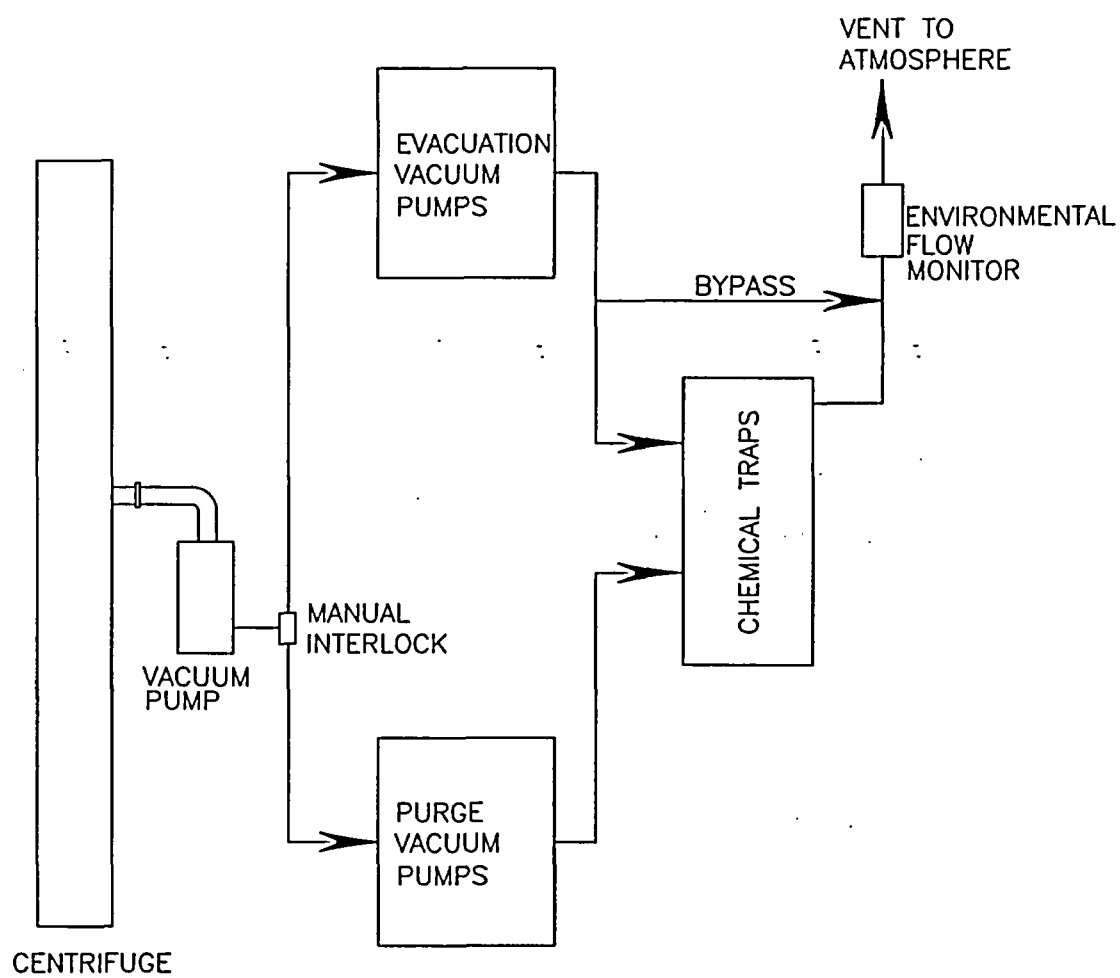 VENT TO
ATMOSPHERE
EVACUATION
VACUUM
PUMPS
ENVIRONMENTAL
FLOW
MONITOR
BYPASS
CHEMICAL TRAPS
MANUAL
INTERLOCK
VACUUM
PUMP
PURGE
VACUUM
PUMPS
CENTRIFUGE